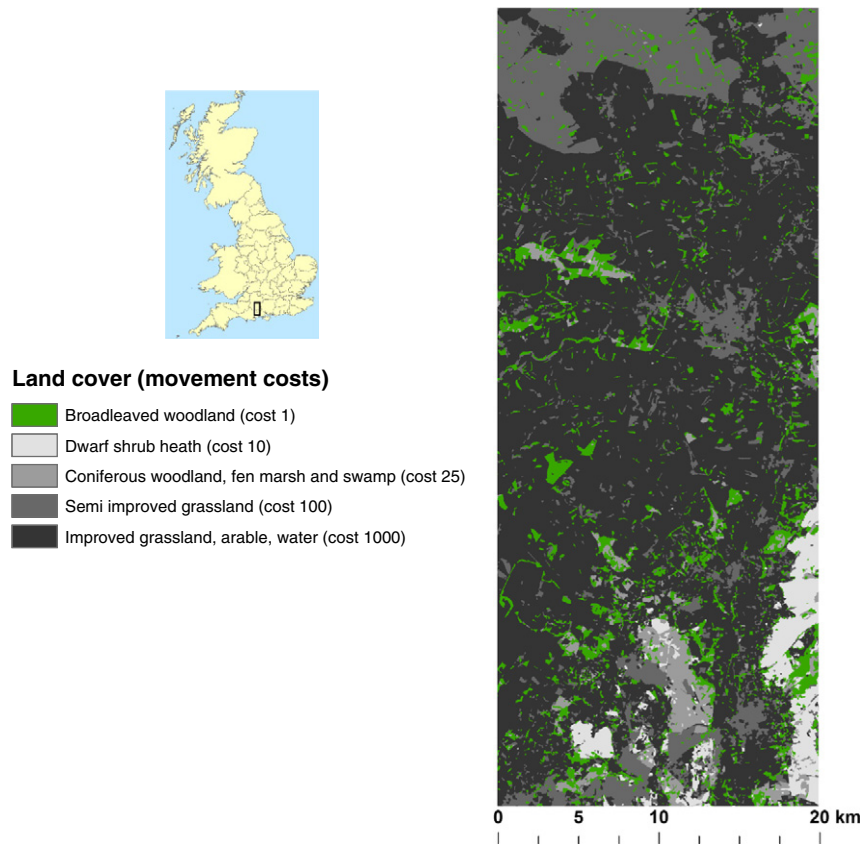 Land cover (movement costs)
Broadleaved woodland (cost 1)
Dwarf shrub heath (cost 10)
Coniferous woodland, fen marsh and swamp (cost 25)
Semi improved grassland (cost 100)
Improved grassland, arable, water (cost 1000)
0 5 10 20 km